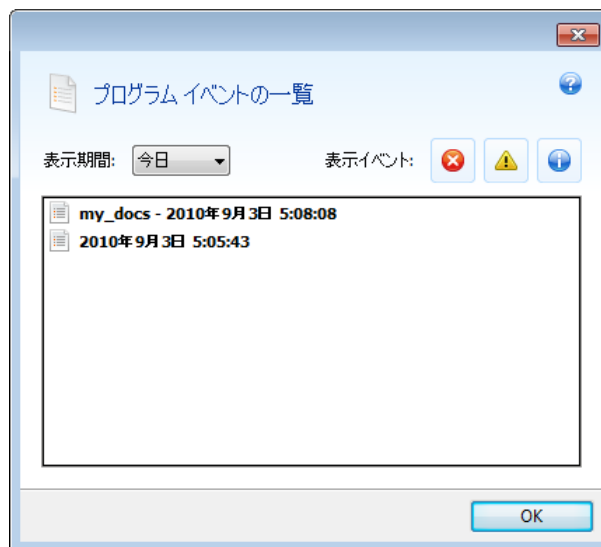 プログラム イベントの一覧
表示期間: 今日 表示イベント:
my_docs - 2010年9月3日 5:08:08
2010年9月3日 5:05:43
OK